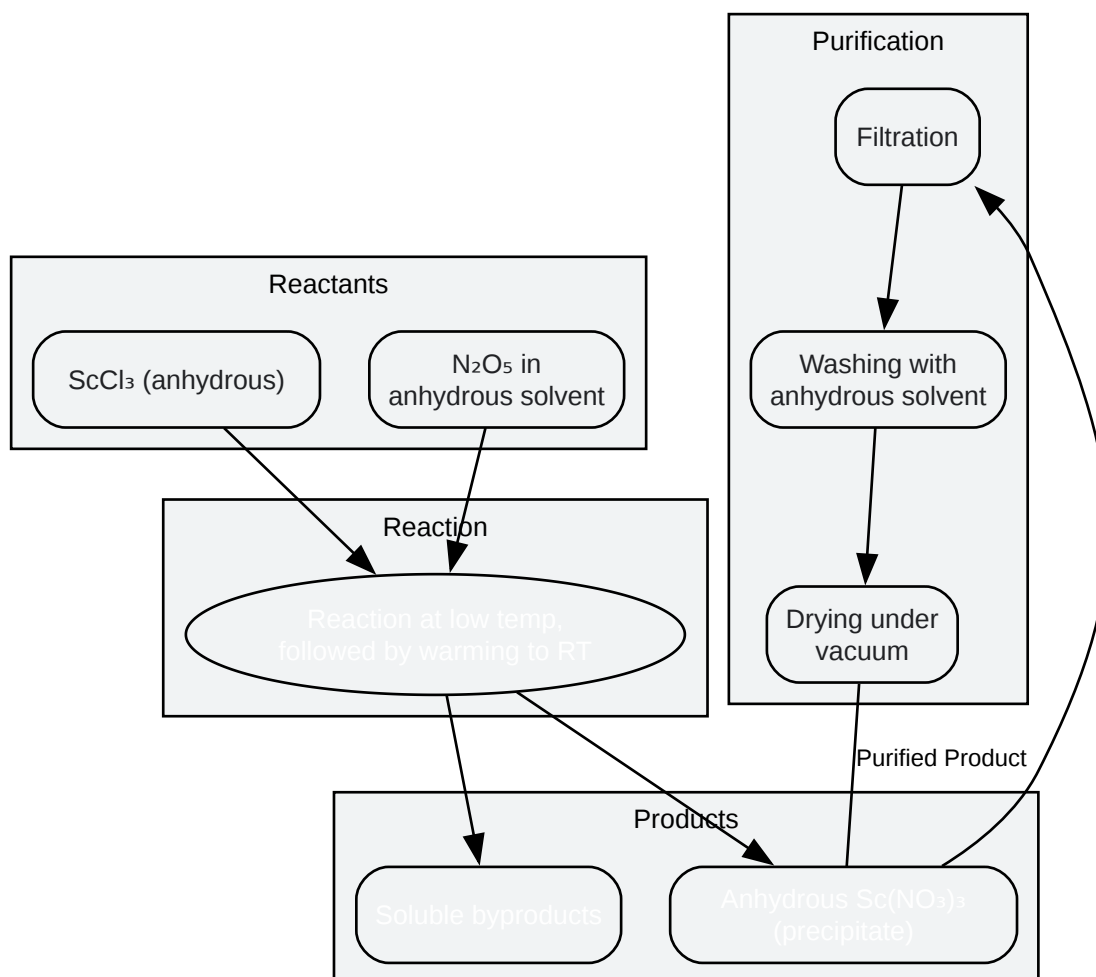 Purification
Filtration
Reactants
ScCl₃ (anhydrous)
N₂O₅ in
anhydrous solvent
Washing with
anhydrous solvent
Reaction
Reaction at low temp,
followed by warming to RT
Drying under
vacuum
Purified Product
Products
Soluble byproducts
Anhydrous Sc(NO₃)₃
(precipitate)